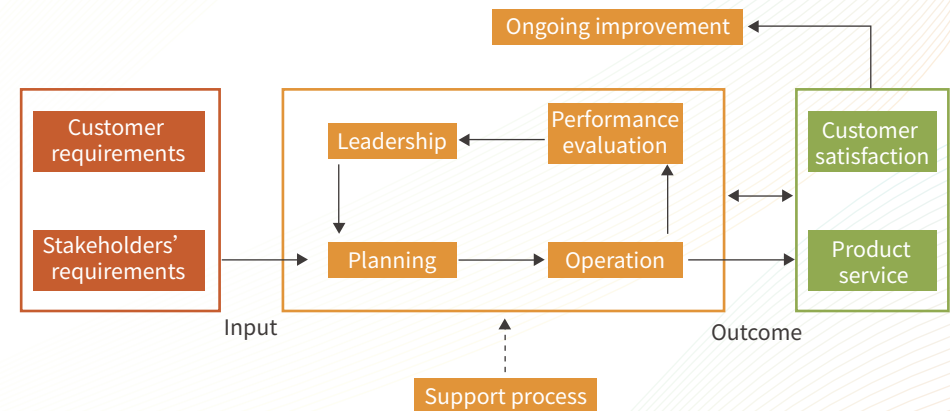 Ongoing improvement
Customer
requirements
Stakeholders’
requirements
Input
Leadership
Performance
evaluation
Planning
Operation
Support process
Outcome
Customer
satisfaction
Product
service